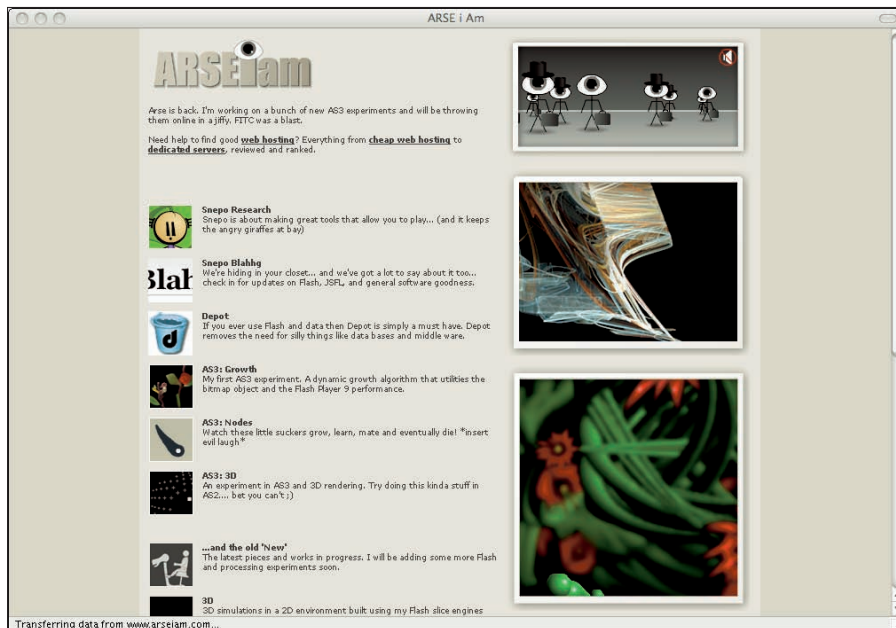 ARSE i Am
ARSEiam
Arse is back. I'm working on a bunch of new AS3 experiments and will be throwing
them online in a jiffy. FITC was a blast.
Need help to find good web hosting? Everything from cheap web hosting to
dedicated servers, reviewed and ranked.
Snepo Research
Snepo is about making great tools that allow you to play... (and it keeps
the angry giraffes at bay)
Blah
Snepo Blahhg
We're hiding in your closet... and we've got a lot to say about it too...
check in for updates on Flash, JSFL, and general software goodness.
Depot
If you ever use Flash and data then Depot is simply a must have. Depot
removes the need for silly things like data bases and middle ware.
AS3: Growth
My first AS3 experiment. A dynamic growth algorithm that utilities the
bitmap object and the Flash Player 9 performance.
AS3: Nodes
Watch these little suckers grow, learn, mate and eventually die! *insert
evil laugh*
AS3: 3D
An experiment in AS3 and 3D rendering. Try doing this kinda stuff in
AS2.... bet you can't ;)
...and the old 'New'
The latest pieces and works in progress. I will be adding some more Flash
and processing experiments soon.
3D
3D simulations in a 2D environment built using my Flash slice engines
Transferring data from www.arseiam.com...